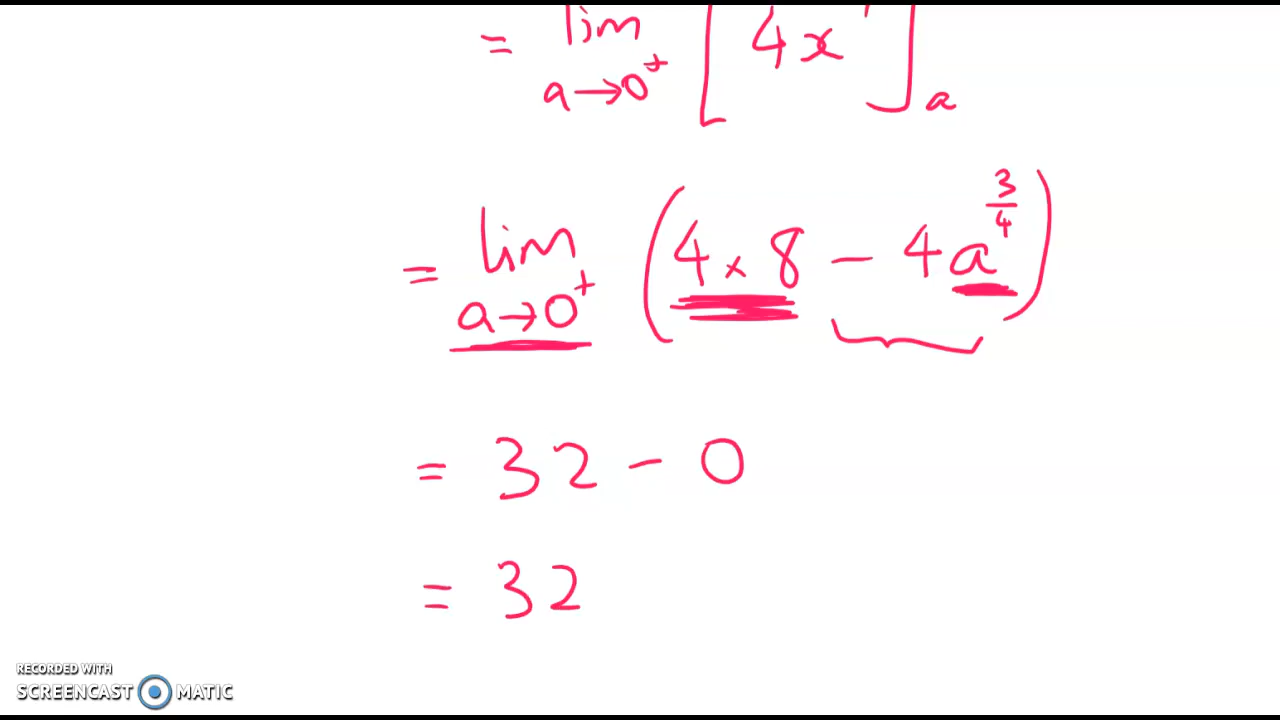 = lim a→0⁺ [4x]ₐ
= lim a→0⁺ (4 × 8 − 4a^(3/4))
= 32 − 0
= 32
RECORDED WITH
SCREENCAST MATIC